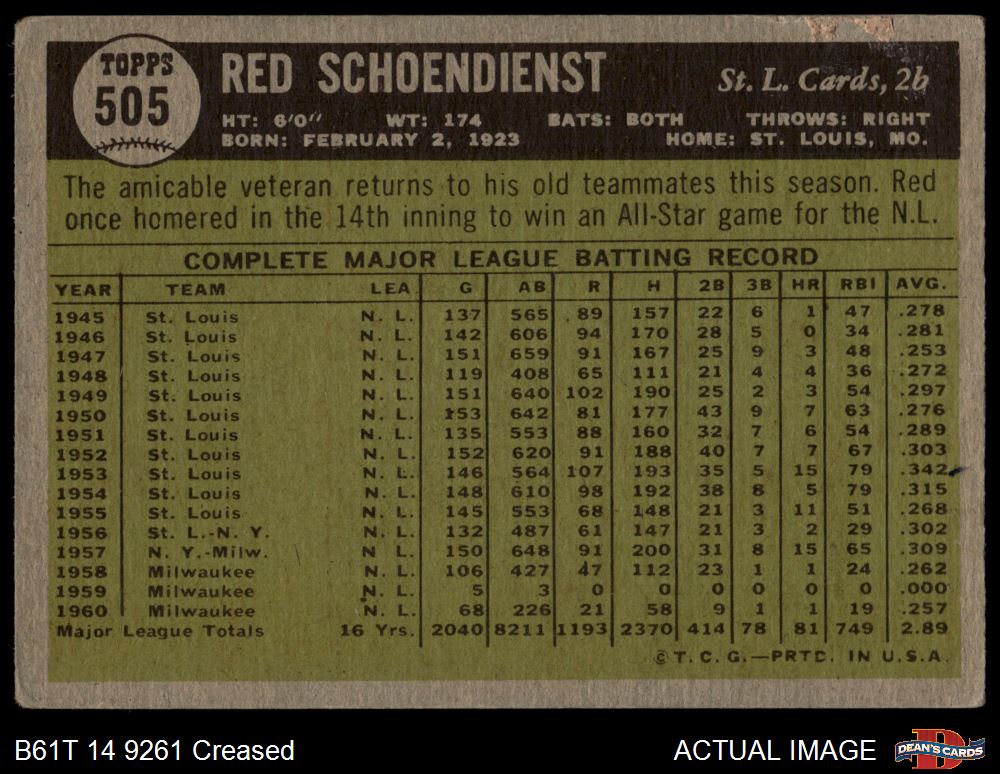 TOPPS
505
RED SCHOENDIENST St. L. Cards, 2b
HT: 6'0" WT: 174 BATS: BOTH THROWS: RIGHT
BORN: FEBRUARY 2, 1923 HOME: ST. LOUIS, MO.
The amicable veteran returns to his old teammates this season. Red
once homered in the 14th inning to win an All-Star game for the N.L.
COMPLETE MAJOR LEAGUE BATTING RECORD
YEAR TEAM LEA G AB R H 2B 3B HR RBI AVG.
1945 St. Louis N. L. 137 565 89 157 22 6 1 47 .278
1946 St. Louis N. L. 142 606 94 170 28 5 0 34 .281
1947 St. Louis N. L. 151 659 91 167 25 9 3 48 .253
1948 St. Louis N. L. 119 408 65 111 21 4 4 36 .272
1949 St. Louis N. L. 151 640 102 190 25 2 3 54 .297
1950 St. Louis N. L. 153 642 81 177 43 9 7 63 .276
1951 St. Louis N. L. 135 553 88 160 32 7 6 54 .289
1952 St. Louis N. L. 152 620 91 188 40 7 7 67 .303
1953 St. Louis N. L. 146 564 107 193 35 5 15 79 .342
1954 St. Louis N. L. 148 610 98 192 38 8 5 79 .315
1955 St. Louis N. L. 145 553 68 148 21 3 11 51 .268
1956 St. L.-N. Y. N. L. 132 487 61 147 21 3 2 29 .302
1957 N. Y.-Milw. N L. 150 648 91 200 31 8 15 65 .309
1958 Milwaukee N. L. 106 427 47 112 23 1 1 24 .262
1959 Milwaukee N. L. 5 3 0 0 0 0 0 0 .000
1960 Milwaukee N. L. 68 226 21 58 9 1 1 19 .257
Major League Totals 16 Yrs. 2040 8211 1193 2370 414 78 81 749 2.89
© T. C. G.—PRTD. IN U.S.A.
B61T 14 9261 Creased ACTUAL IMAGE DEAN'S CARDS